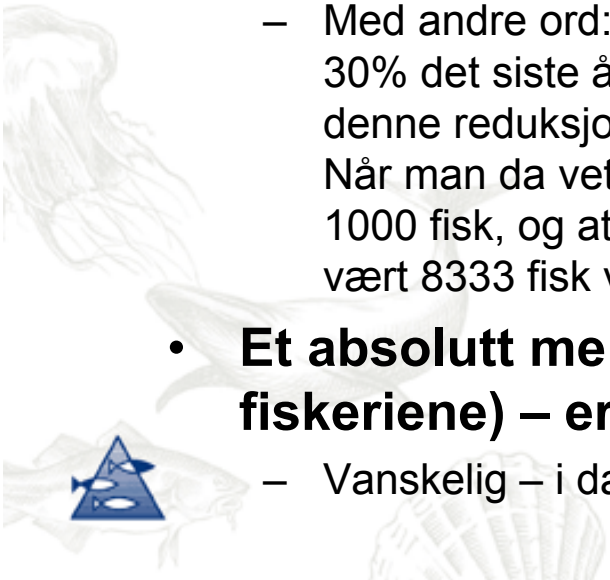 – Med andre ord:
30% det siste å
denne reduksjo
Når man da vet
1000 fisk, og at
vært 8333 fisk v
• Et absolutt me
fiskeriene) – er
– Vanskelig – i da